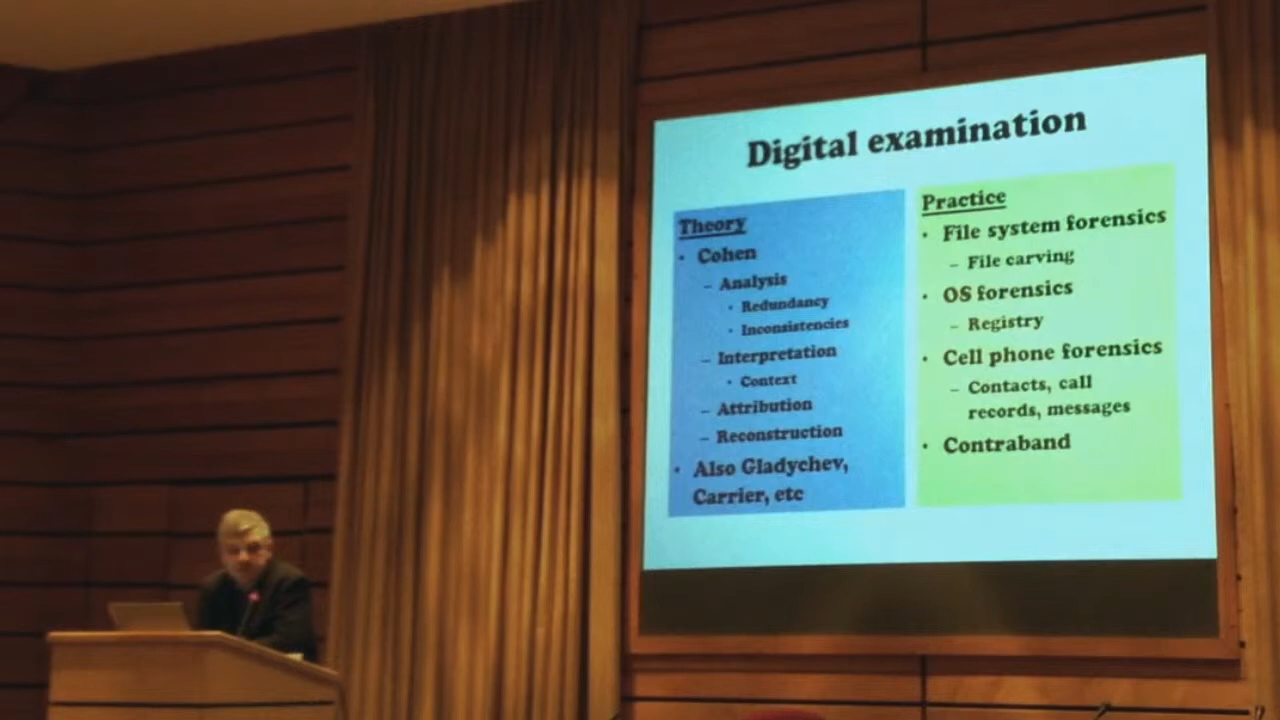 Digital examination
Theory
• Cohen
– Analysis
• Redundancy
• Inconsistencies
– Interpretation
• Context
– Attribution
– Reconstruction
• Also Gladychev,
Carrier, etc
Practice
• File system forensics
– File carving
• OS forensics
– Registry
• Cell phone forensics
– Contacts, call
records, messages
• Contraband